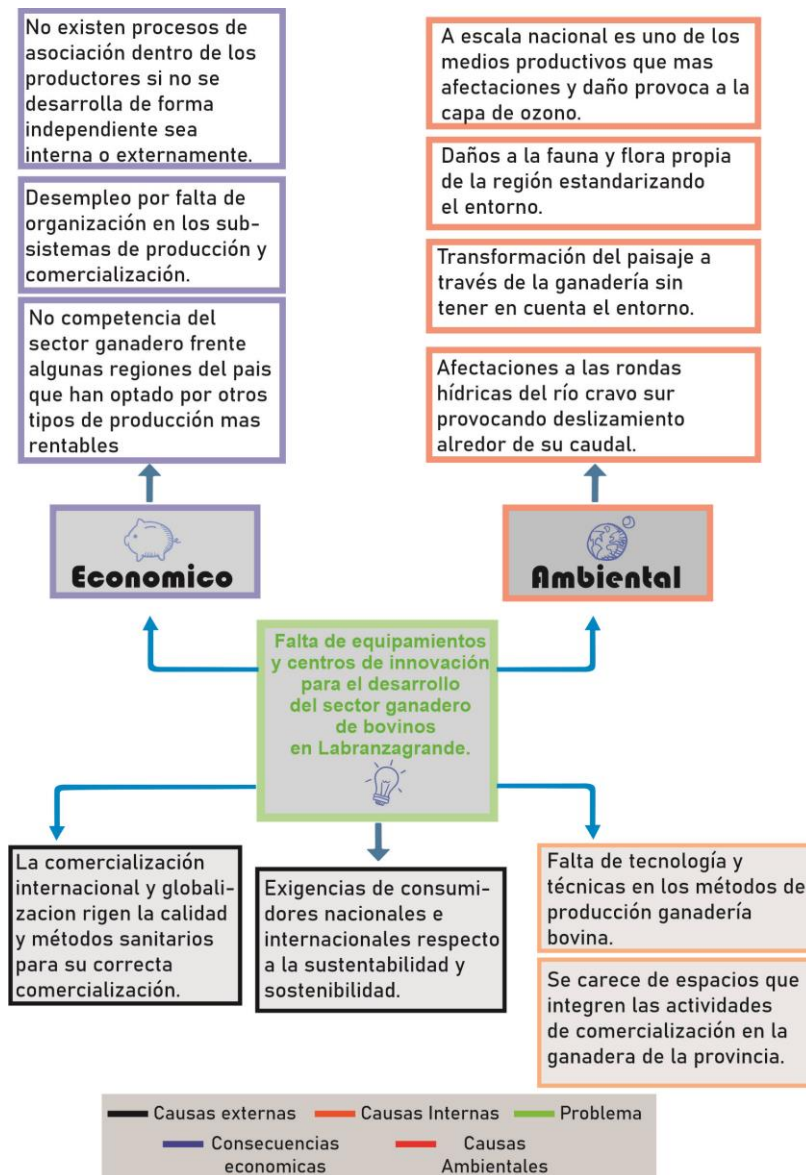 No existen procesos de
asociación dentro de los
productores si no se
desarrolla de forma
independiente sea
interna o externamente.
Desempleo por falta de
organización en los sub-
sistemas de producción y
comercialización.
No competencia del
sector ganadero frente
algunas regiones del pais
que han optado por otros
tipos de producción mas
rentables
A escala nacional es uno de los
medios productivos que mas
afectaciones y daño provoca a la
capa de ozono.
Daños a la fauna y flora propia
de la región estandarizando
el entorno.
Transformación del paisaje a
través de la ganadería sin
tener en cuenta el entorno.
Afectaciones a las rondas
hídricas del río cravo sur
provocando deslizamiento
alredor de su caudal.
Economico
Ambiental
Falta de equipamientos
y centros de innovación
para el desarrollo
del sector ganadero
de bovinos
en Labranzagrande.
La comercialización
internacional y globali-
zacion rigen la calidad
y métodos sanitarios
para su correcta
comercialización.
Exigencias de consumi-
dores nacionales e
internacionales respecto
a la sustentabilidad y
sostenibilidad.
Falta de tecnología y
técnicas en los métodos de
producción ganadería
bovina.
Se carece de espacios que
integren las actividades
de comercialización en la
ganadera de la provincia.
Causas externas
Causas Internas
Problema
Consecuencias
economicas
Causas
Ambientales